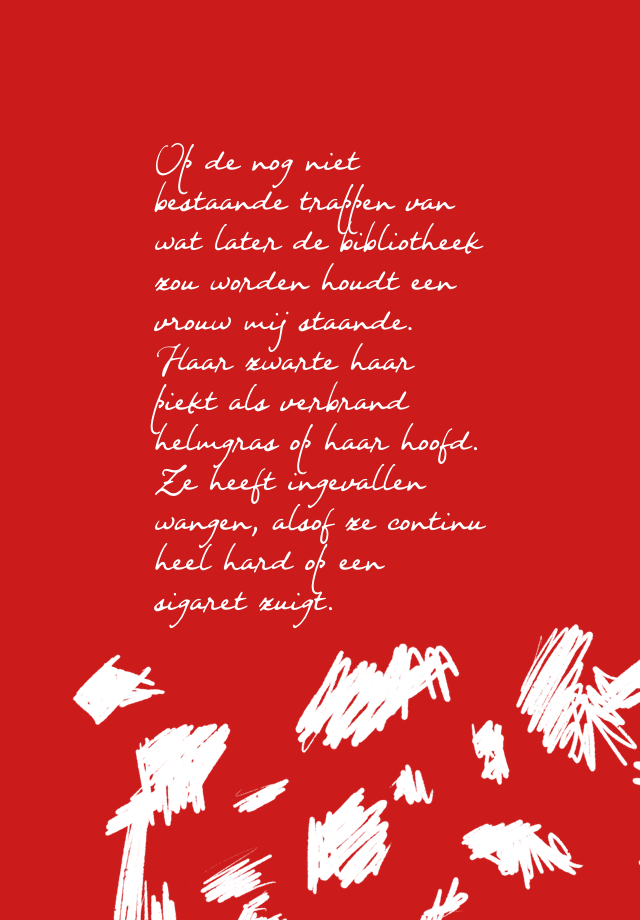 Op de nog niet
bestaande trappen van
wat later de bibliotheek
zou worden houdt een
vrouw mij staande.
Haar zwarte haar
piekt als verbrand
helmgras op haar hoofd.
Ze heeft ingevallen
wangen, alsof ze continu
heel hard op een
sigaret zuigt.